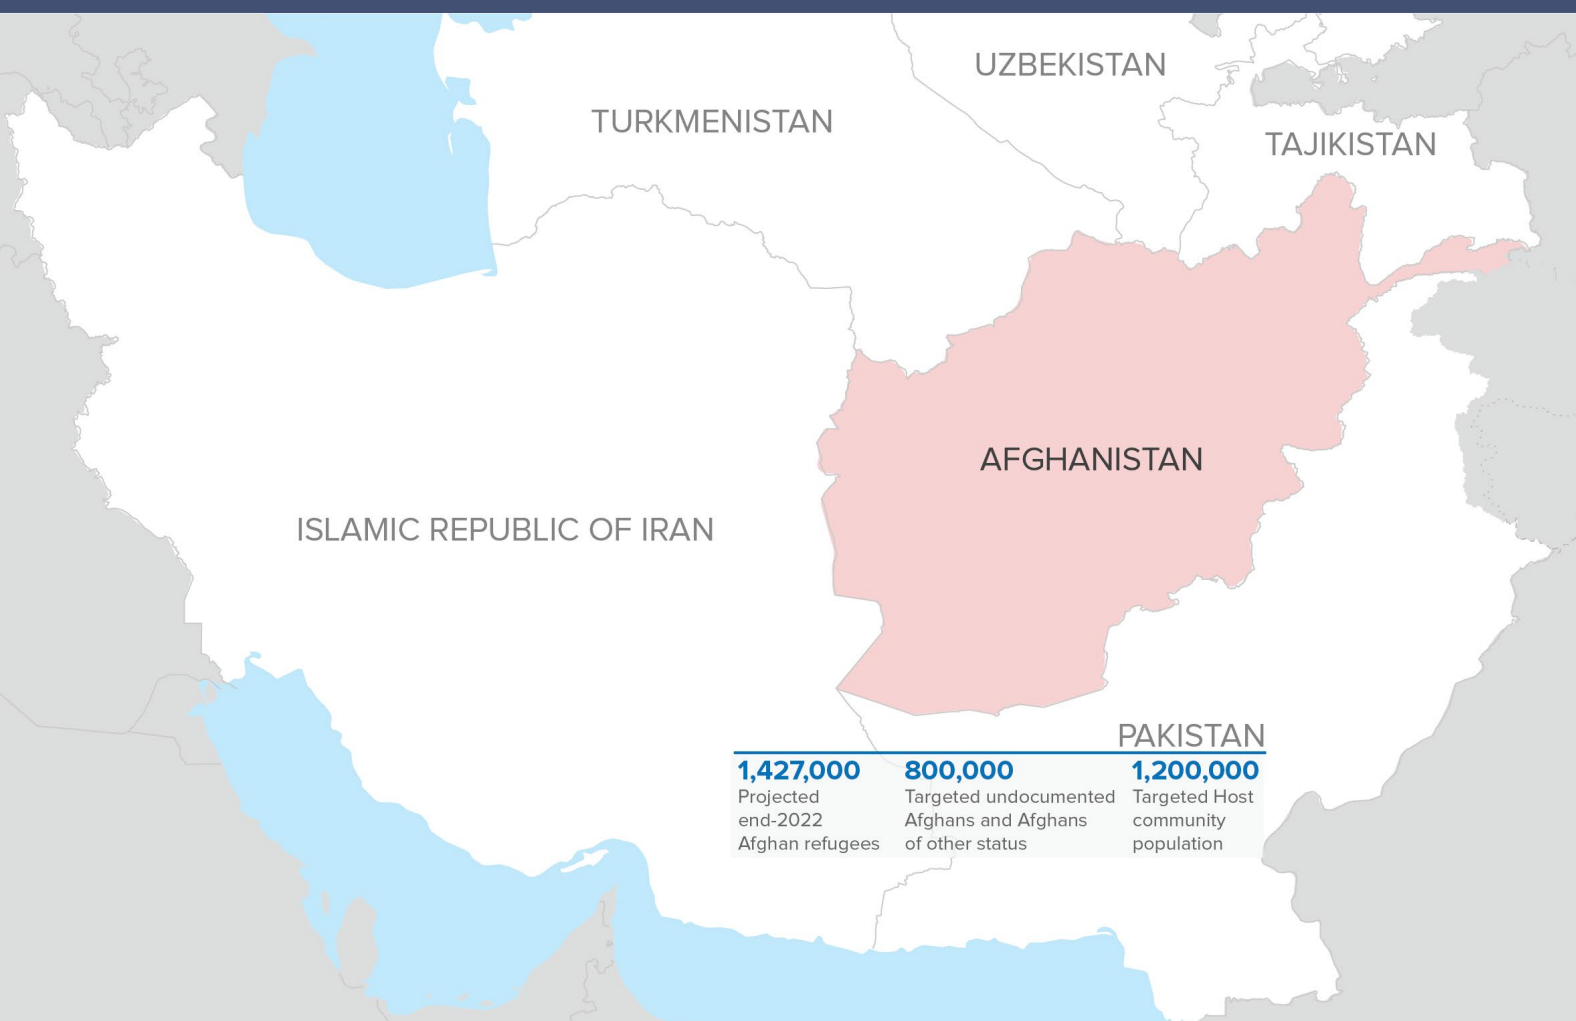 UZBEKISTAN
TURKMENISTAN
TAJIKISTAN
AFGHANISTAN
ISLAMIC REPUBLIC OF IRAN
PAKISTAN
1,427,000
Projected
end-2022
Afghan refugees
800,000
Targeted undocumented
Afghans and Afghans
of other status
1,200,000
Targeted Host
community
population